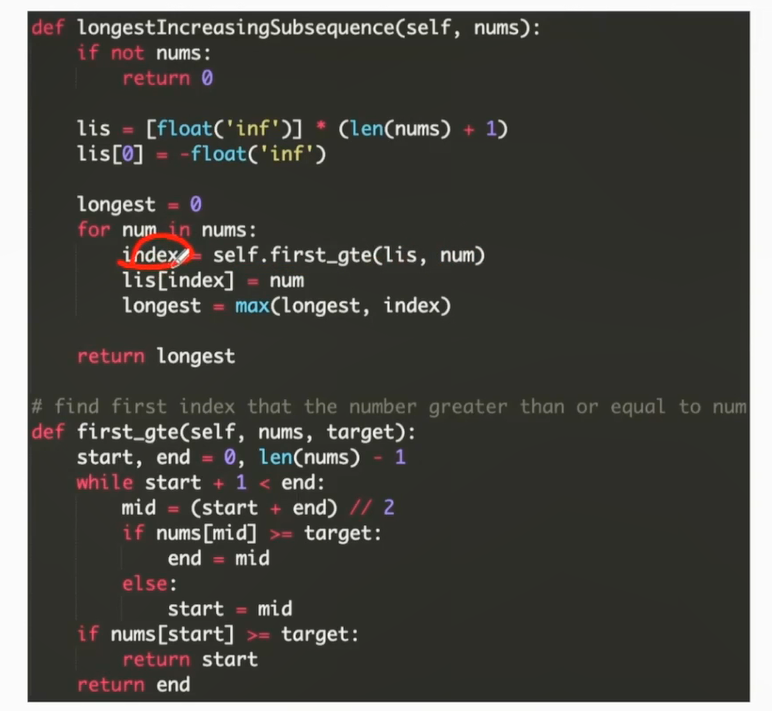 def longestIncreasingSubsequence(self, nums):
    if not nums:
        return 0
    lis = [float('inf')] * (len(nums) + 1)
    lis[0] = -float('inf')
    longest = 0
    for num in nums:
        index = self.first_gte(lis, num)
        lis[index] = num
        longest = max(longest, index)
    return longest
# find first index that the number greater than or equal to num
def first_gte(self, nums, target):
    start, end = 0, len(nums) - 1
    while start + 1 < end:
        mid = (start + end) // 2
        if nums[mid] >= target:
            end = mid
        else:
            start = mid
    if nums[start] >= target:
        return start
    return end